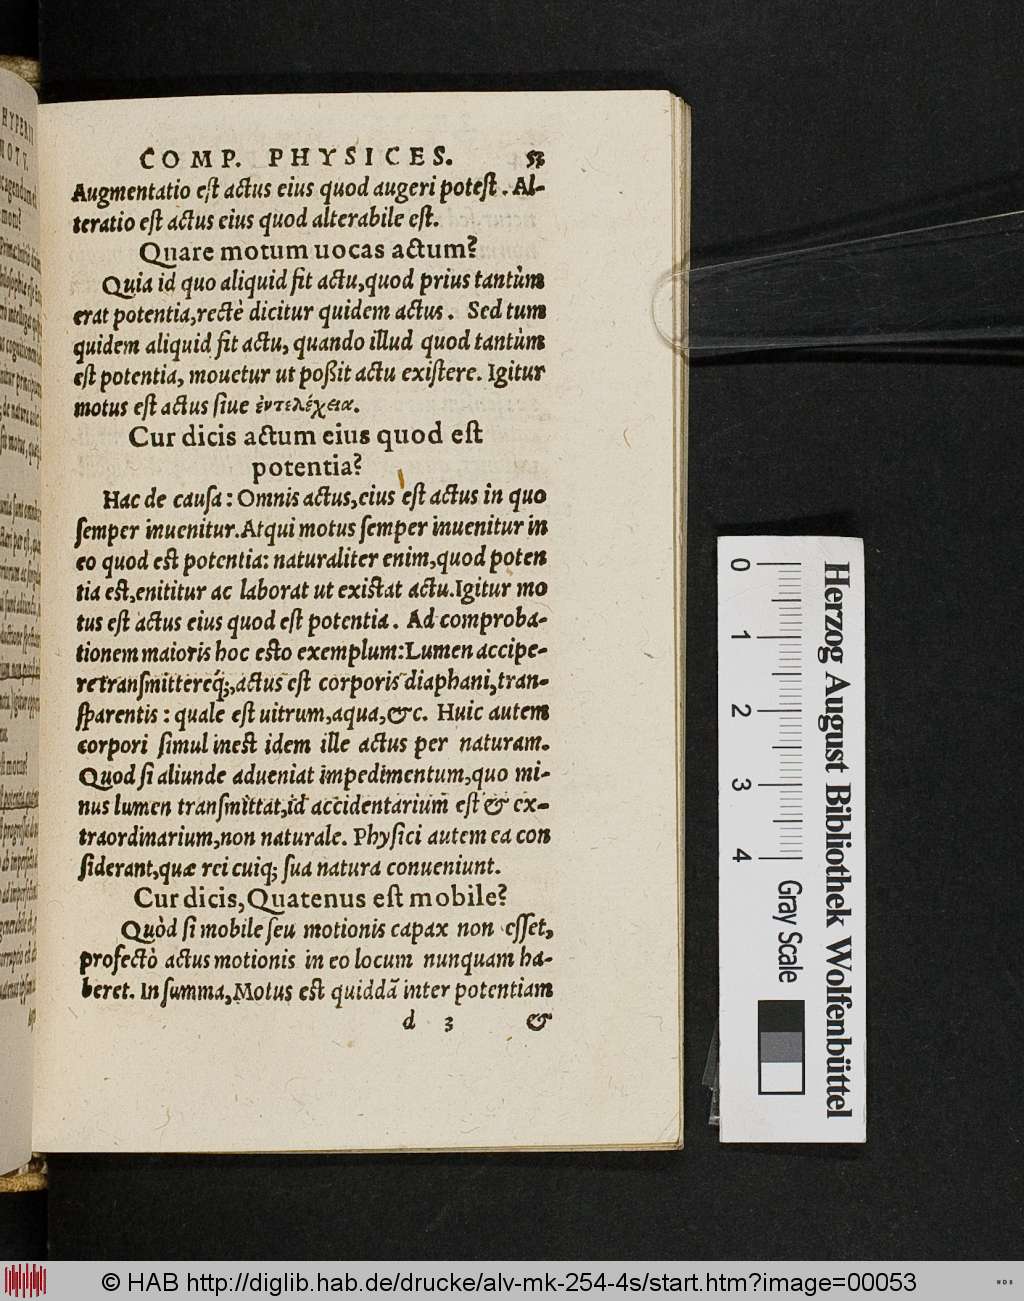 COMP. PHYSICES. 53
Augmentatio eſt actus eius quod augeri poteſt. Al-
teratio eſt actus eius quod alterabile eſt.
Quare motum uocas actum?
Quia id quo aliquid fit actu, quod prius tantùm
erat potentia, rectè dicitur quidem actus. Sed tum
quidem aliquid fit actu, quando illud quod tantùm
eſt potentia, mouetur ut poßit actu exiſtere. Igitur
motus eſt actus ſiue ἐντελέχεια.
Cur dicis actum eius quod eſt
potentia?
Hac de cauſa: Omnis actus, eius eſt actus in quo
ſemper inuenitur. Atqui motus ſemper inuenitur in
eo quod eſt potentia: naturaliter enim, quod poten
tia eſt, enititur ac laborat ut exiſtat actu. Igitur mo
tus eſt actus eius quod eſt potentia. Ad comproba-
tionem maioris hoc eſto exemplum: Lumen accipe-
re tranſmittereq́;, actus eſt corporis diaphani, tran-
ſparentis: quale eſt uitrum, aqua, &c. Huic autem
corpori ſimul ineſt idem ille actus per naturam.
Quod ſi aliunde adueniat impedimentum, quo mi-
nus lumen tranſmittat, id accidentarium eſt & ex-
traordinarium, non naturale. Phyſici autem ea con
ſiderant, quæ rei cuiq; ſua natura conueniunt.
Cur dicis, Quatenus eſt mobile?
Quòd ſi mobile ſeu motionis capax non eſſet,
profectò actus motionis in eo locum nunquam ha-
beret. In ſumma, Motus eſt quiddã inter potentiam
d 3 &
0 1 2 3 4
Gray Scale
Herzog August Bibliothek Wolfenbüttel
© HAB http://diglib.hab.de/drucke/alv-mk-254-4s/start.htm?image=00053